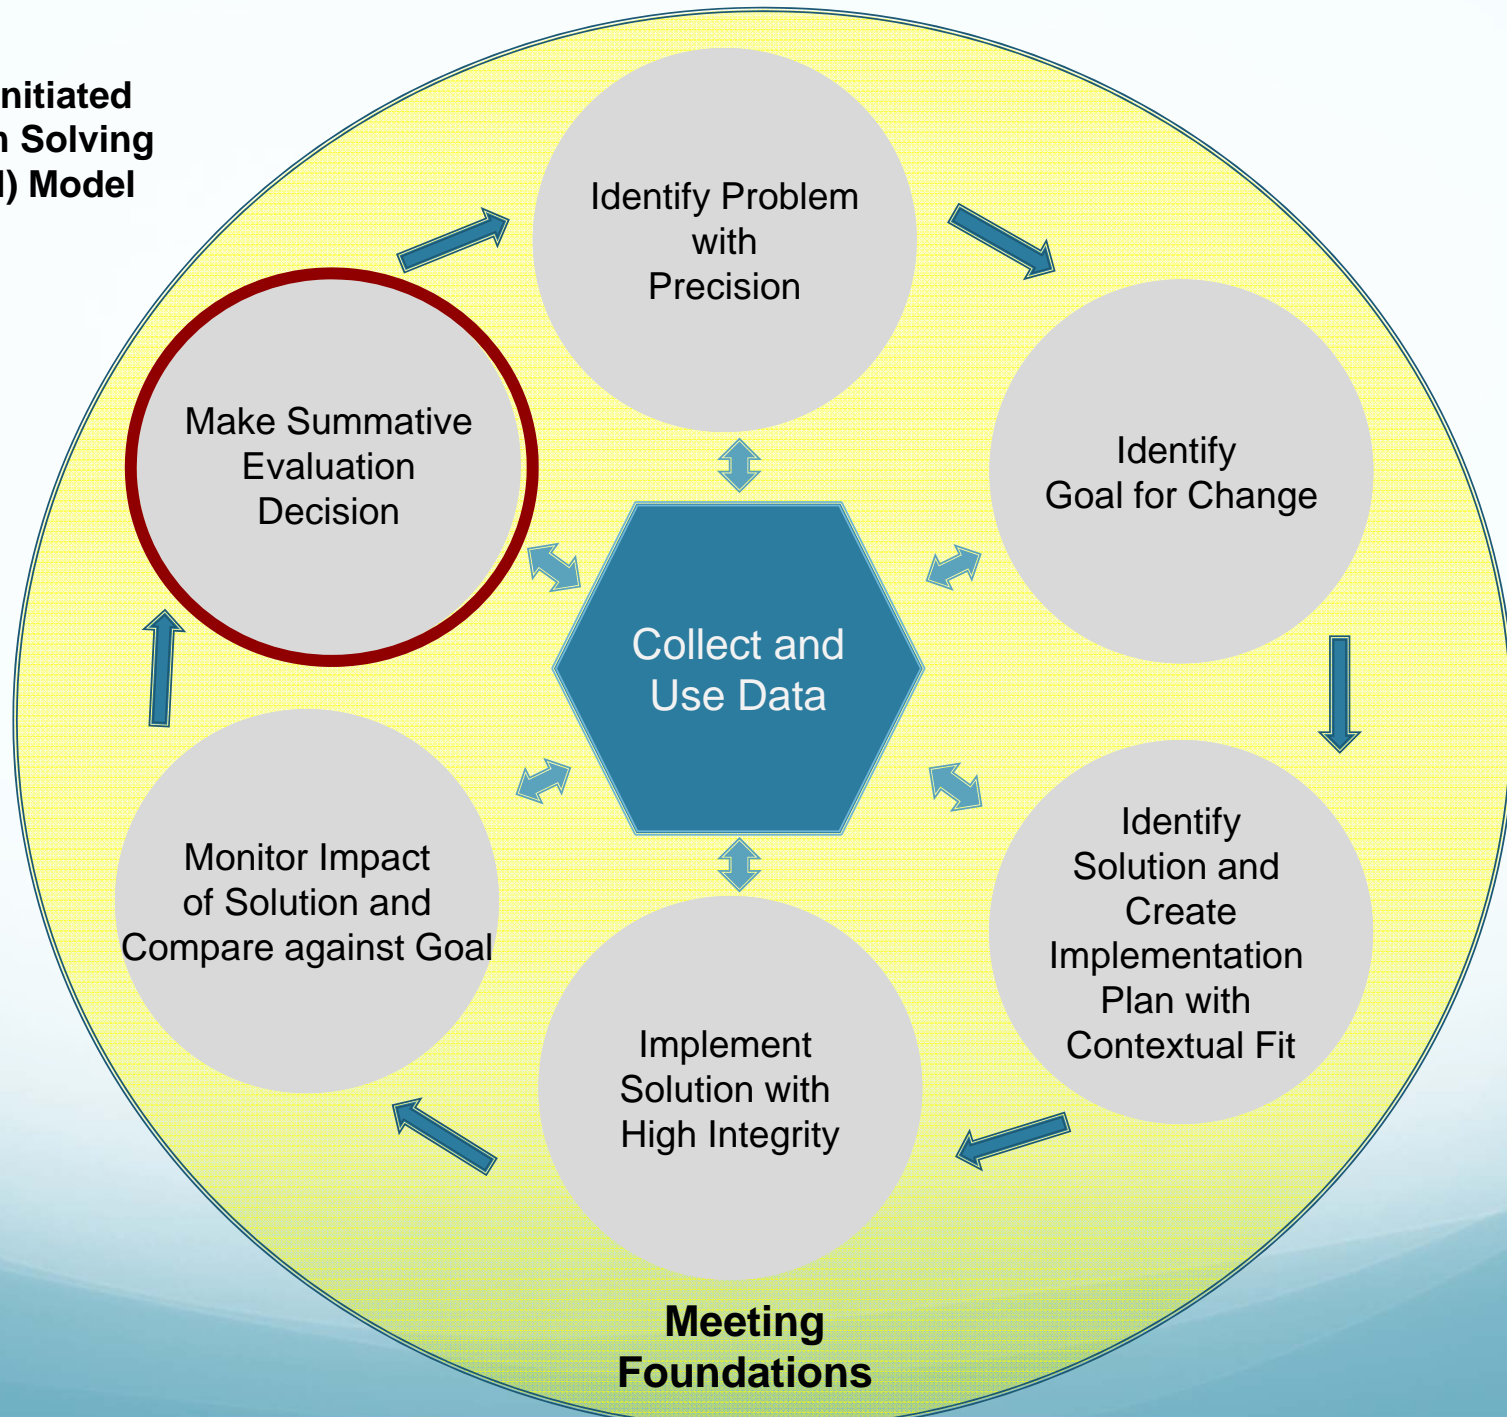 nitiated
Solving
) Model
Identify Problem
with
Precision
Identify
Goal for Change
Identify
Solution and
Create
Implementation
Plan with
Contextual Fit
Implement
Solution with
High Integrity
Monitor Impact
of Solution and
Compare against Goal
Make Summative
Evaluation
Decision
Collect and
Use Data
Meeting
Foundations